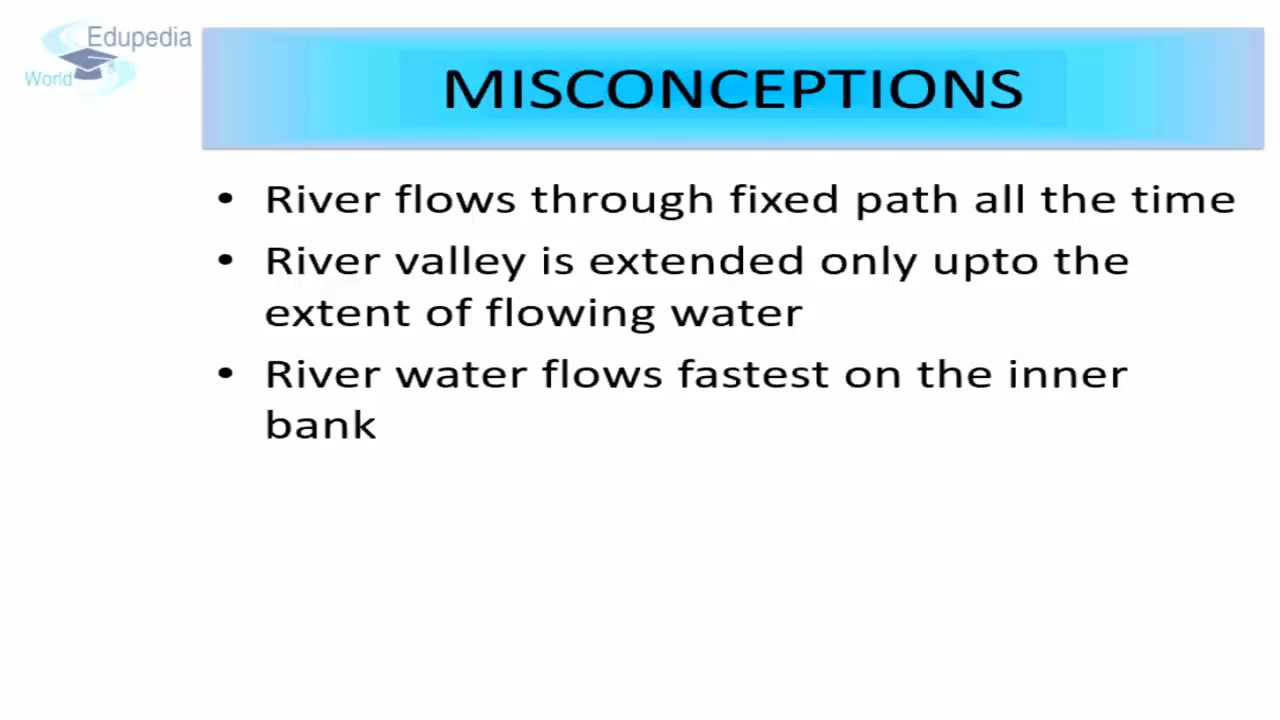 Edupedia
World
MISCONCEPTIONS
• River flows through fixed path all the time
• River valley is extended only upto the
extent of flowing water
• River water flows fastest on the inner
bank